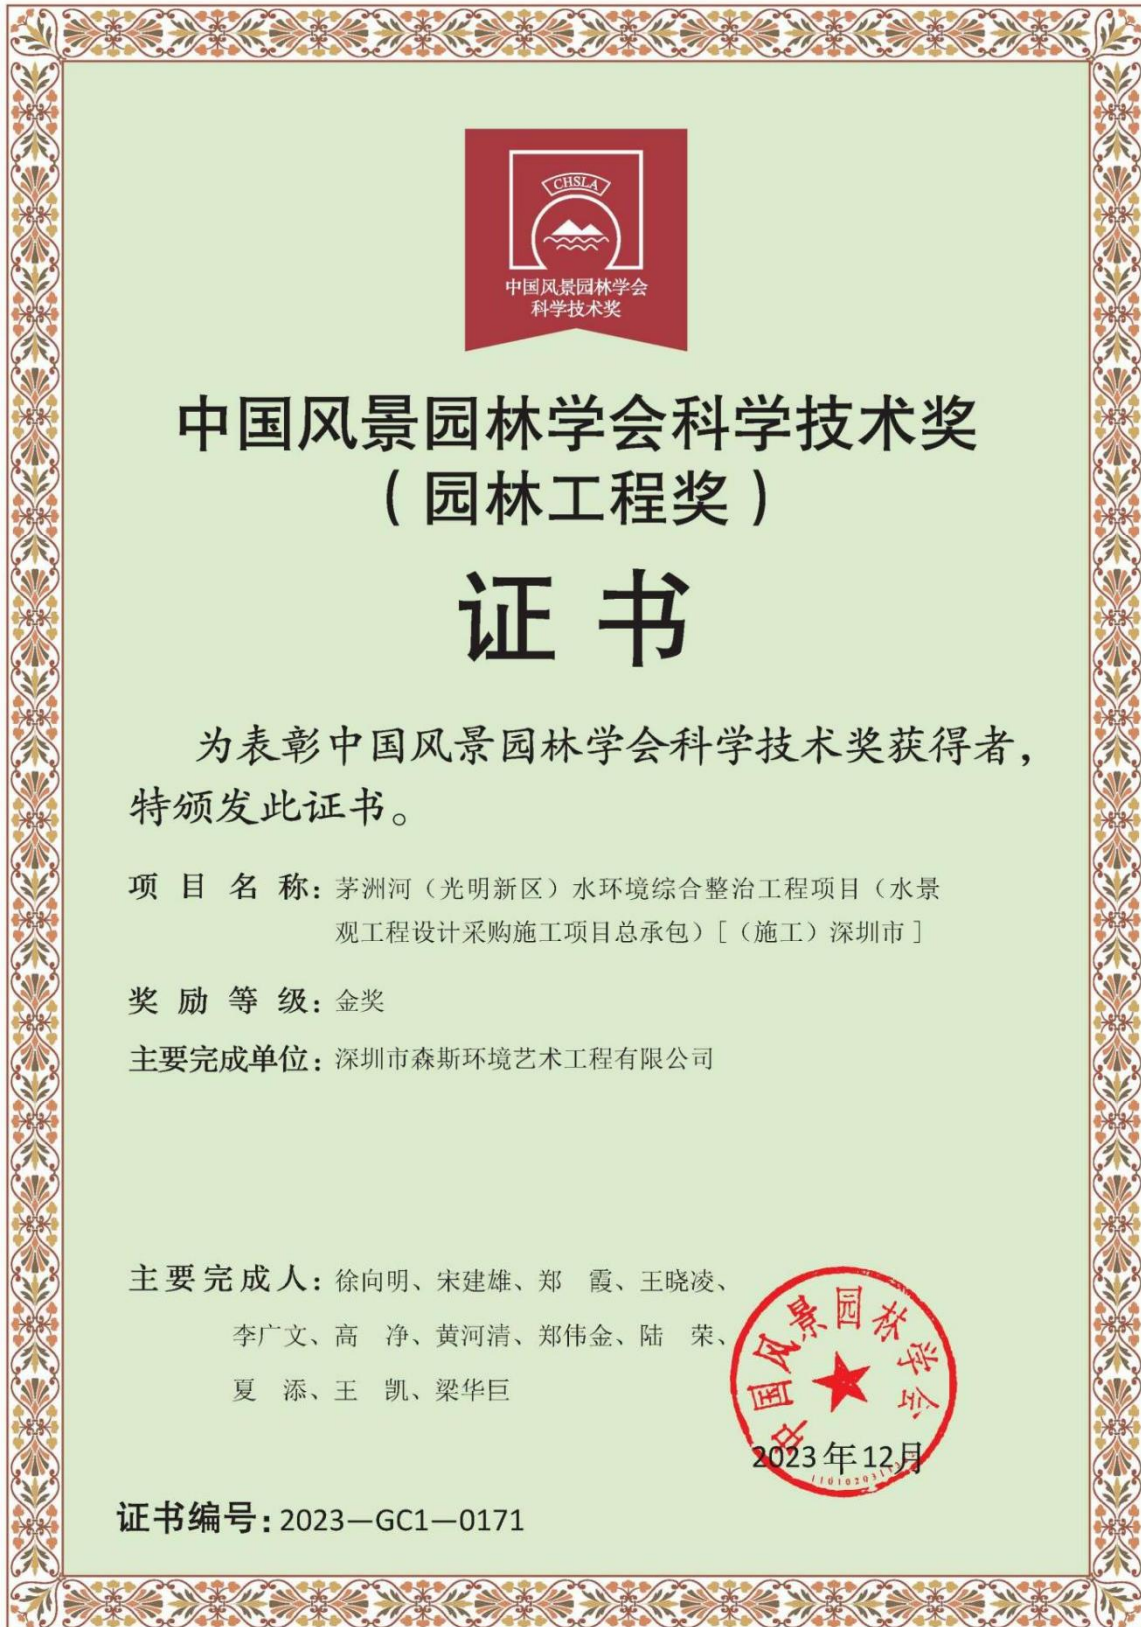 CHSLA
中国风景园林学会
科学技术奖
中国风景园林学会科学技术奖
（园林工程奖）
证书
为表彰中国风景园林学会科学技术奖获得者，
特颁发此证书。
项目名称：茅洲河（光明新区）水环境综合整治工程项目（水景
观工程设计采购施工项目总承包）[（施工）深圳市]
奖励等级：金奖
主要完成单位：深圳市森斯环境艺术工程有限公司
主要完成人：徐向明、宋建雄、郑　霞、王晓凌、
李广文、高　净、黄河清、郑伟金、陆　荣、
夏　添、王　凯、梁华巨
中国风景园林学会
2023年12月
证书编号：2023—GC1—0171